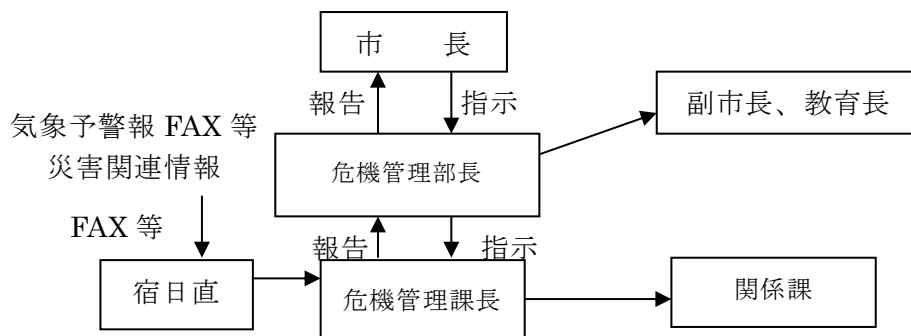 市　　長
報告
指示
副市長、教育長
気象予警報 FAX 等
災害関連情報
危機管理部長
FAX 等
報告
指示
宿日直
危機管理課長
関係課